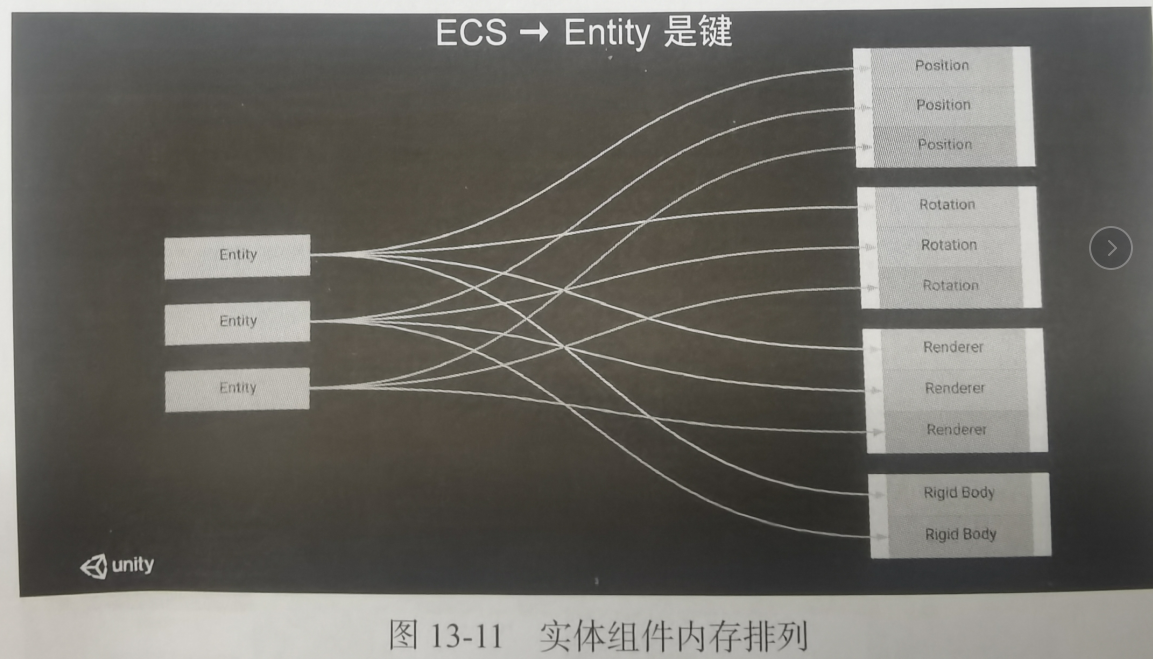 ECS → Entity 是键
Entity
Entity
Entity
Position
Position
Position
Rotation
Rotation
Rotation
Renderer
Renderer
Renderer
Rigid Body
Rigid Body
unity
图 13-11 实体组件内存排列